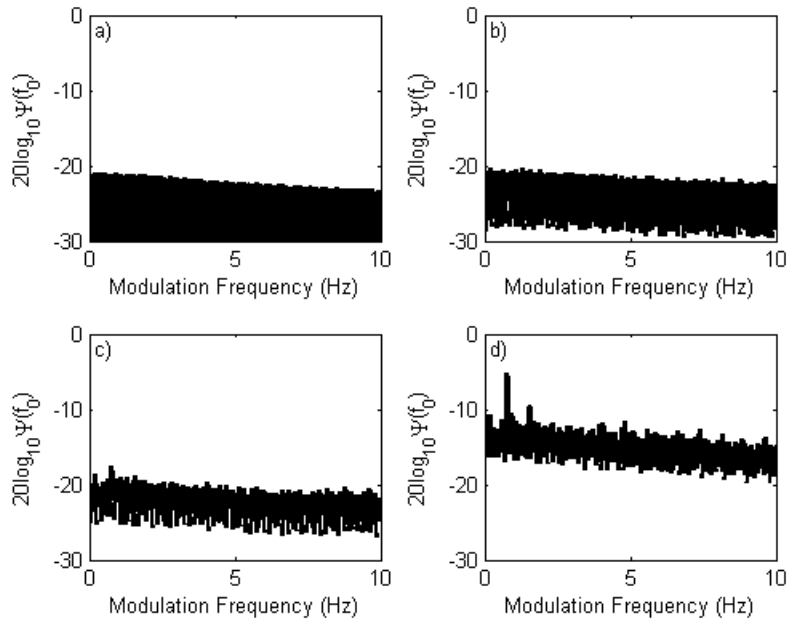 0
a)
-10
-20
-30
20log10Ψ(f0)
0 5 10
Modulation Frequency (Hz)
0
b)
-10
-20
-30
20log10Ψ(f0)
0 5 10
Modulation Frequency (Hz)
0
c)
-10
-20
-30
20log10Ψ(f0)
0 5 10
Modulation Frequency (Hz)
0
d)
-10
-20
-30
20log10Ψ(f0)
0 5 10
Modulation Frequency (Hz)